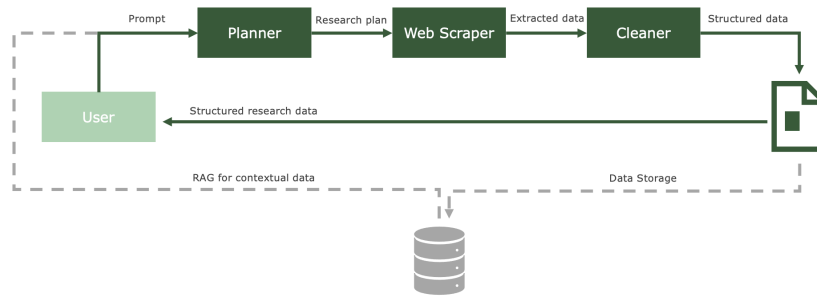 Prompt
Research plan
Extracted data
Structured data
Planner
Web Scraper
Cleaner
User
Structured research data
RAG for contextual data
Data Storage